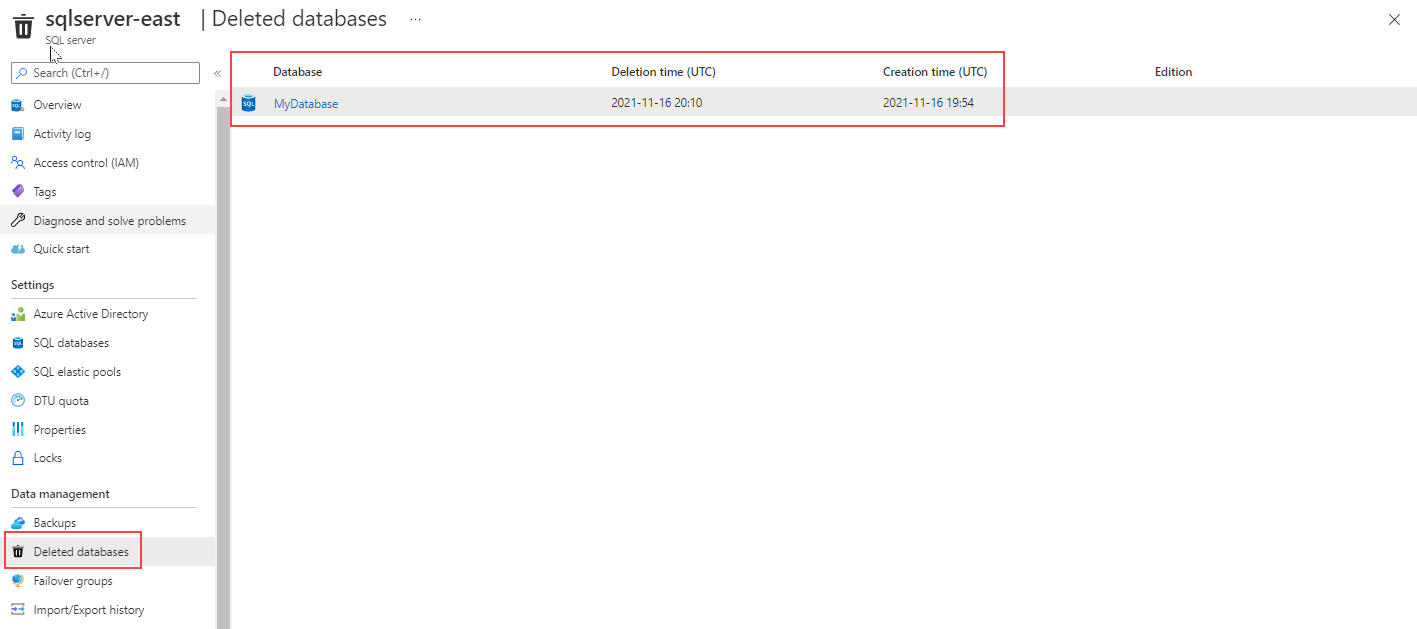 sqlserver-east | Deleted databases ...
SQL server
Search (Ctrl+/)
«
Overview
Activity log
Access control (IAM)
Tags
Diagnose and solve problems
Quick start
Settings
Azure Active Directory
SQL databases
SQL elastic pools
DTU quota
Properties
Locks
Data management
Backups
Deleted databases
Failover groups
Import/Export history
Database Deletion time (UTC) Creation time (UTC) Edition
MyDatabase 2021-11-16 20:10 2021-11-16 19:54